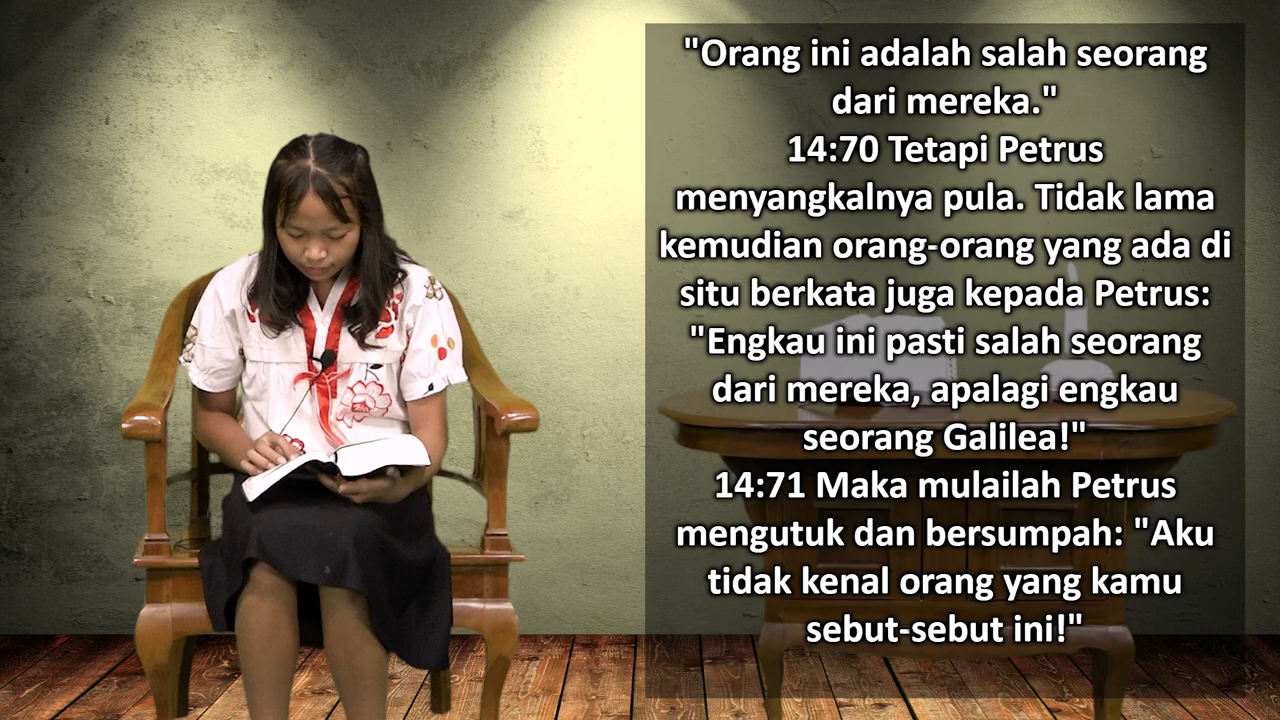 "Orang ini adalah salah seorang
dari mereka."
14:70 Tetapi Petrus
menyangkalnya pula. Tidak lama
kemudian orang-orang yang ada di
situ berkata juga kepada Petrus:
"Engkau ini pasti salah seorang
dari mereka, apalagi engkau
seorang Galilea!"
14:71 Maka mulailah Petrus
mengutuk dan bersumpah: "Aku
tidak kenal orang yang kamu
sebut-sebut ini!"